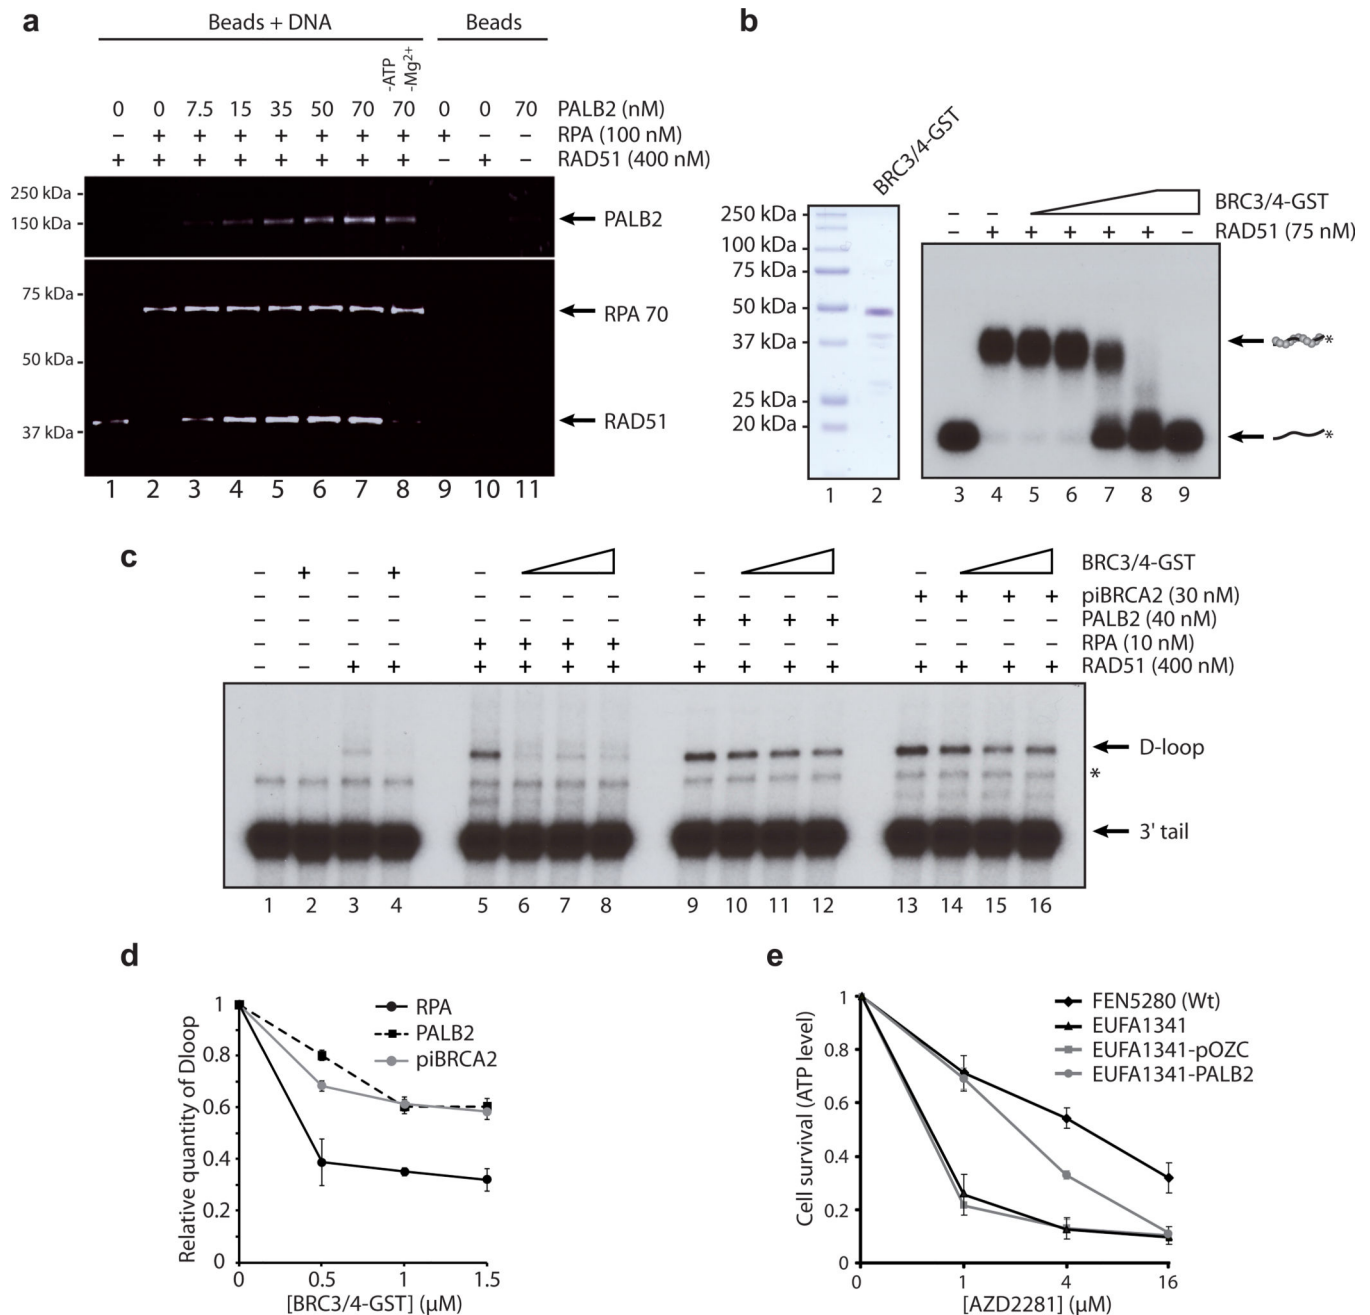 a
Beads + DNA Beads
-ATP
-Mg2+
0 0 7.5 15 35 50 70 70 0 0 70 PALB2 (nM)
– + + + + + + + + – – RPA (100 nM)
+ + + + + + + + – + – RAD51 (400 nM)
250 kDa
150 kDa
PALB2
75 kDa
RPA 70
50 kDa
RAD51
37 kDa
1 2 3 4 5 6 7 8 9 10 11
b
BRC3/4-GST
– – BRC3/4-GST
– + + + + + – RAD51 (75 nM)
250 kDa
100 kDa
75 kDa
50 kDa
37 kDa
25 kDa
20 kDa
*
*
1 2 3 4 5 6 7 8 9
c
– + – + – – – BRC3/4-GST
– – – – – – – – – – – – + + + + piBRCA2 (30 nM)
– – – – – – – – + + + + – – – – PALB2 (40 nM)
– – – – + + + + – – – – – – – – RPA (10 nM)
– – + + + + + + + + + + + + + + RAD51 (400 nM)
D-loop
*
3' tail
1 2 3 4 5 6 7 8 9 10 11 12 13 14 15 16
d
Relative quantity of Dloop
1
0.8
0.6
0.4
0.2
0
RPA
PALB2
piBRCA2
0 0.5 1 1.5
[BRC3/4-GST] (µM)
e
Cell survival (ATP level)
1
0.8
0.6
0.4
0.2
0
FEN5280 (Wt)
EUFA1341
EUFA1341-pOZC
EUFA1341-PALB2
0 1 4 16
[AZD2281] (µM)